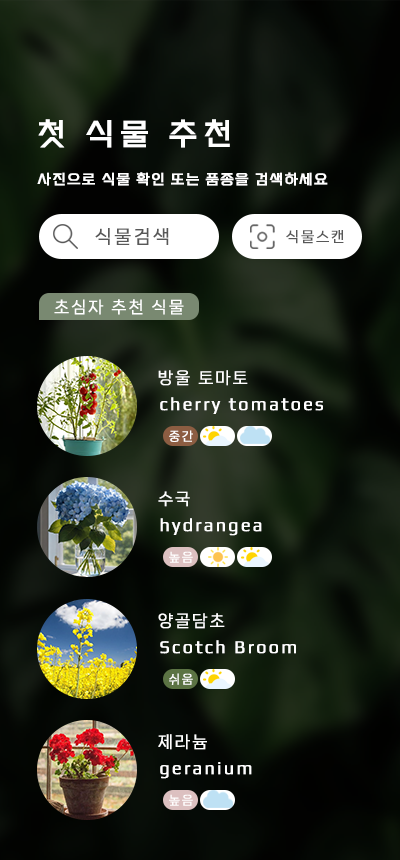 첫 식물 추천
사진으로 식물 확인 또는 품종을 검색하세요
식물검색
식물스캔
초심자 추천 식물
방울 토마토
cherry tomatoes
중간
수국
hydrangea
높음
양골담초
Scotch Broom
쉬움
제라늄
geranium
높음